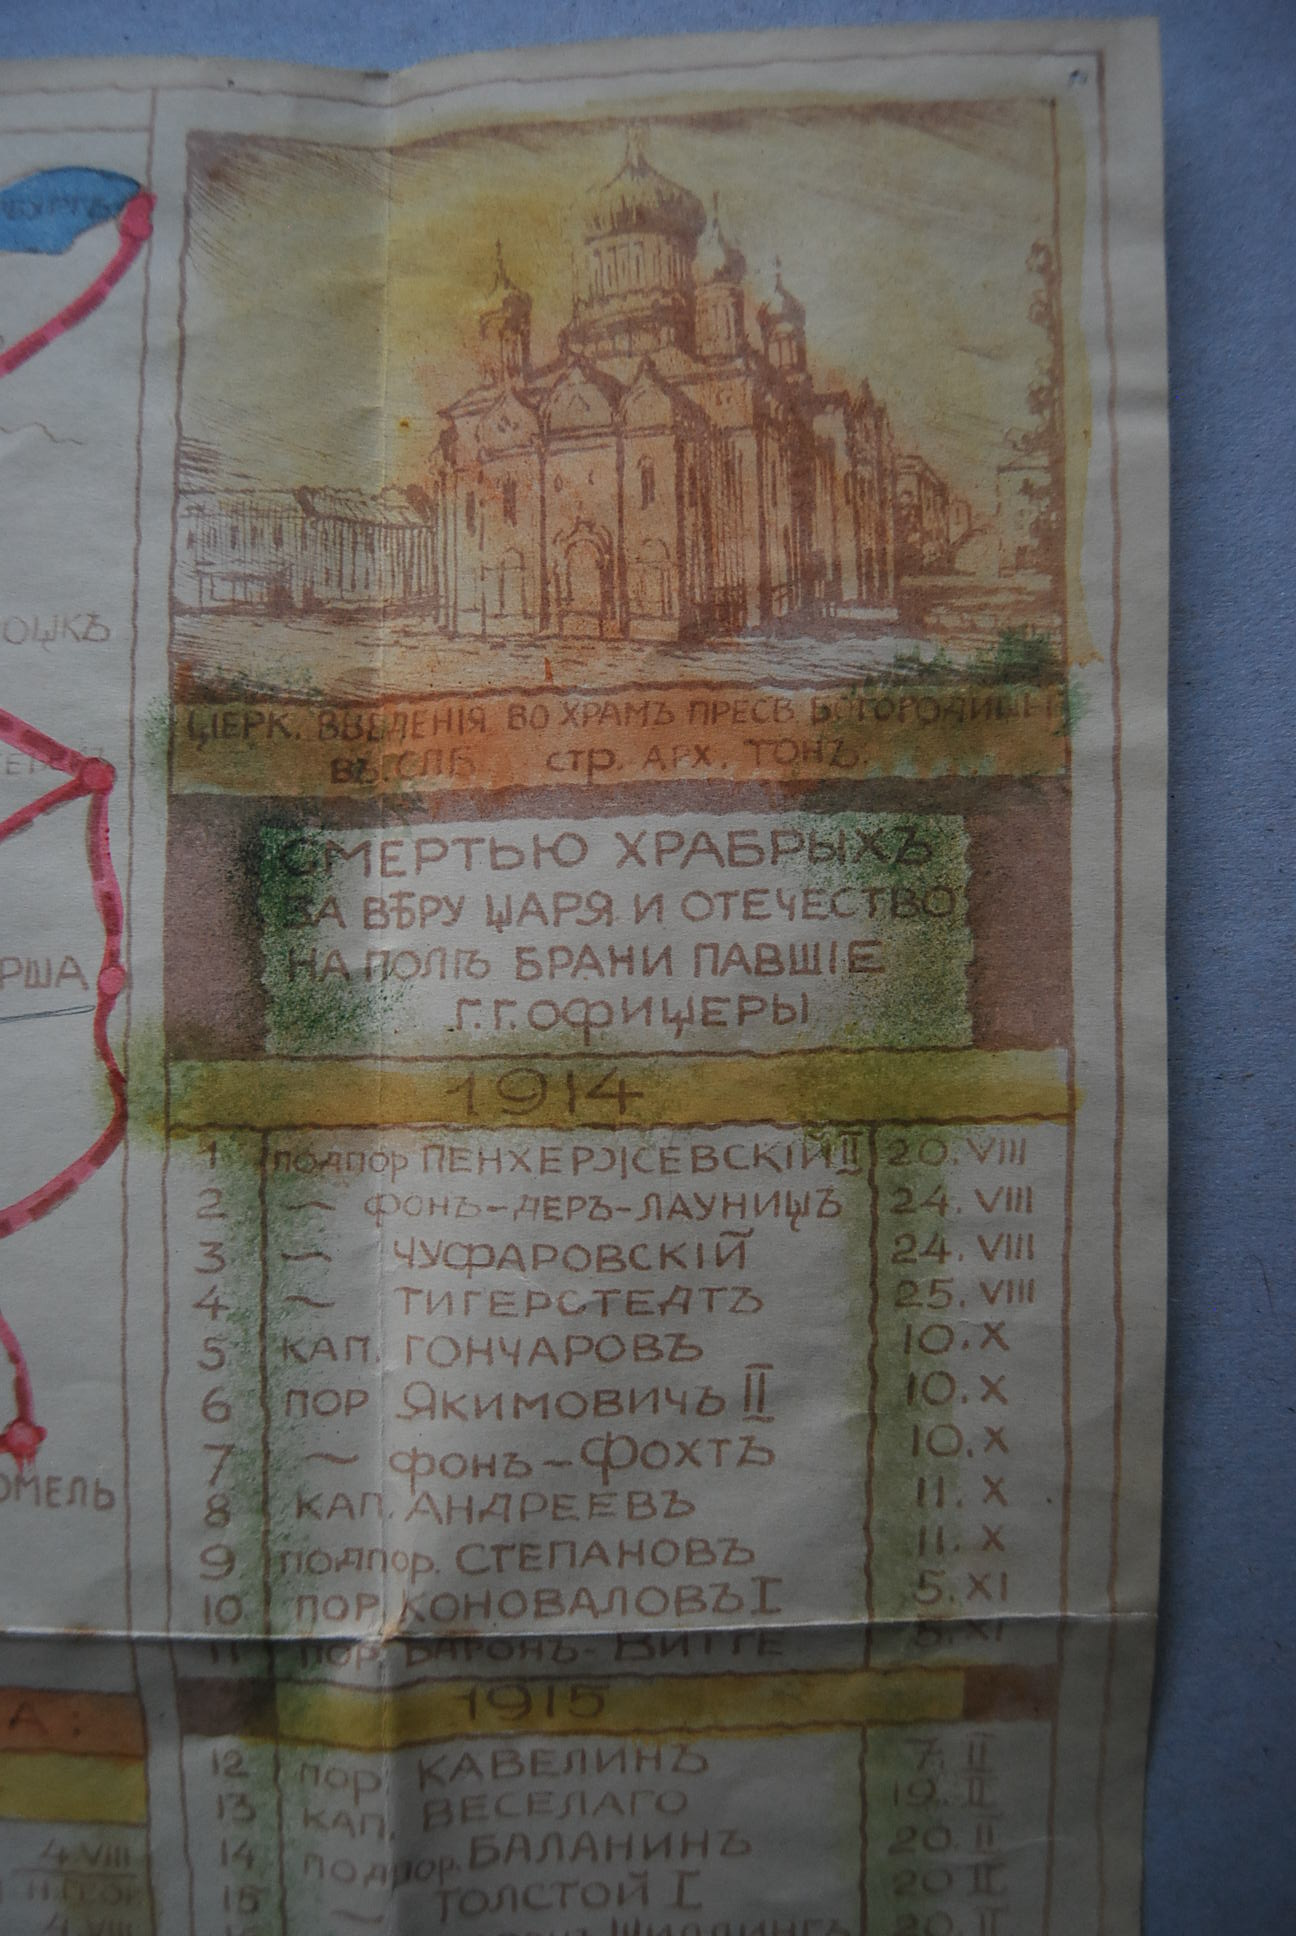 ОЦКЪ
РША
ОМЕЛЬ
А:
4 VIII
4 VIII
ЦЕРК. ВВЕДЕНІЯ ВО ХРАМЪ ПРЕСВ. БОГОРОДИЦЫ
ВЪ СПБ. стр. АРХ. ТОНЪ.
СМЕРТЬЮ ХРАБРЫХЪ
ЗА ВѢРУ ЦАРЯ И ОТЕЧЕСТВО
НА ПОЛѢ БРАНИ ПАВШІЕ
Г.Г. ОФИЦЕРЫ
1914
1 подпор ПЕНХЕРЖЕВСКІЙ II 20. VIII
2 ~ ФОНЪ-ДЕРЪ-ЛАУНИЦЪ 24. VIII
3 ~ ЧУФАРОВСКІЙ 24. VIII
4 ~ ТИГЕРСТЕДТЪ 25. VIII
5 КАП. ГОНЧАРОВЪ 10. X
6 ПОР ЯКИМОВИЧЪ II 10. X
7 ~ ФОНЪ-ФОХТЪ 10. X
8 КАП. АНДРЕЕВЪ 11. X
9 подпор. СТЕПАНОВЪ 11. X
10 ПОР КОНОВАЛОВЪ I 5. XI
11 ПОР БАРОНЪ-ВИТТЕ 5. XI
1915
12 ПОР КАВЕЛИНЪ 7. II
13 КАП. ВЕСЕЛАГО 19. II
14 подпор. БАЛАНИНЪ 20. II
15 ~ ТОЛСТОЙ I 20 II
ШИЛЛИНГЪ 20. II